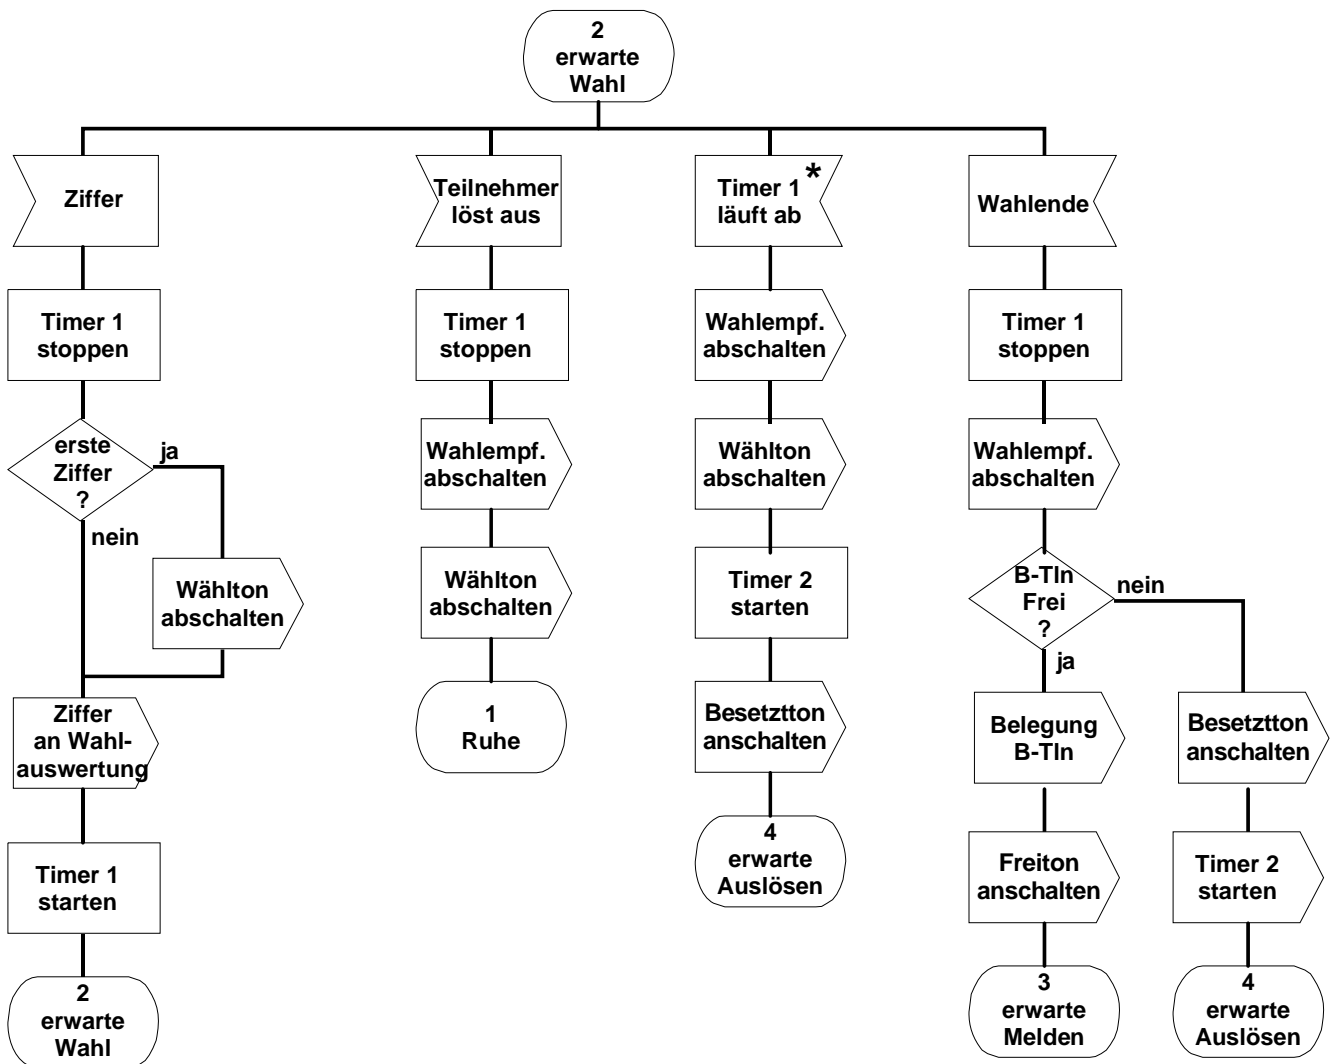 2
erwarte
Wahl
Ziffer
Timer 1
stoppen
erste
Ziffer
?
ja
nein
Wählton
abschalten
Ziffer
an Wahl-
auswertung
Timer 1
starten
2
erwarte
Wahl
Teilnehmer
löst aus
Timer 1
stoppen
Wahlempf.
abschalten
Wählton
abschalten
1
Ruhe
Timer 1 *
läuft ab
Wahlempf.
abschalten
Wählton
abschalten
Timer 2
starten
Besetztton
anschalten
4
erwarte
Auslösen
Wahlende
Timer 1
stoppen
Wahlempf.
abschalten
B-Tln
Frei
?
nein
ja
Belegung
B-Tln
Freiton
anschalten
3
erwarte
Melden
Besetztton
anschalten
Timer 2
starten
4
erwarte
Auslösen